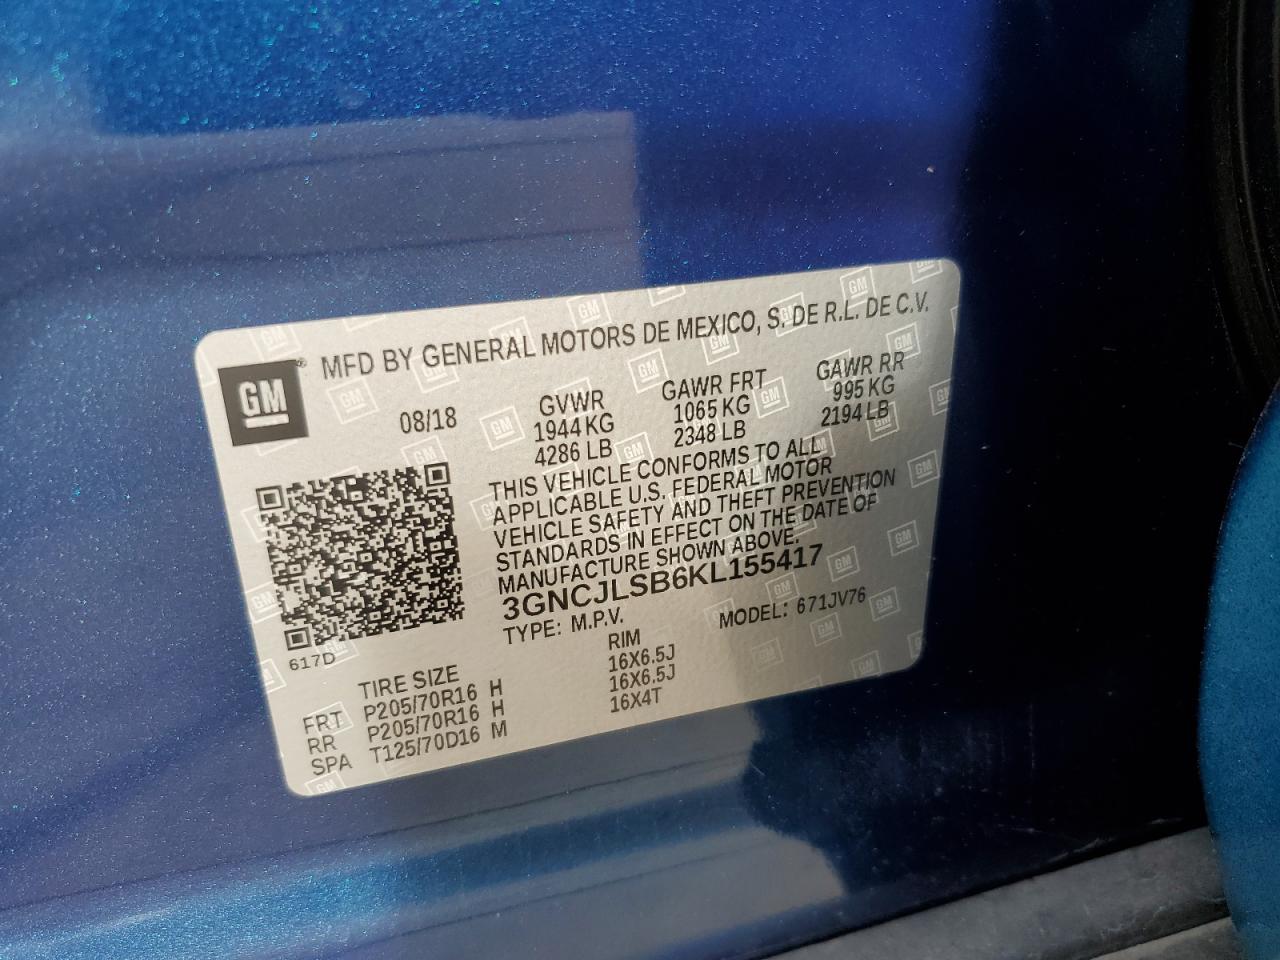 MFD BY GENERAL MOTORS DE MEXICO, S. DE R.L. DE C.V.
GM®
08/18
GVWR GAWR FRT GAWR RR
1944 KG 1065 KG 995 KG
4286 LB 2348 LB 2194 LB
THIS VEHICLE CONFORMS TO ALL
APPLICABLE U.S. FEDERAL MOTOR
VEHICLE SAFETY AND THEFT PREVENTION
STANDARDS IN EFFECT ON THE DATE OF
MANUFACTURE SHOWN ABOVE.
3GNCJLSB6KL155417
TYPE: M.P.V. MODEL: 671JV76
617D
TIRE SIZE RIM
FRT P205/70R16 H 16X6.5J
RR P205/70R16 H 16X6.5J
SPA T125/70D16 M 16X4T